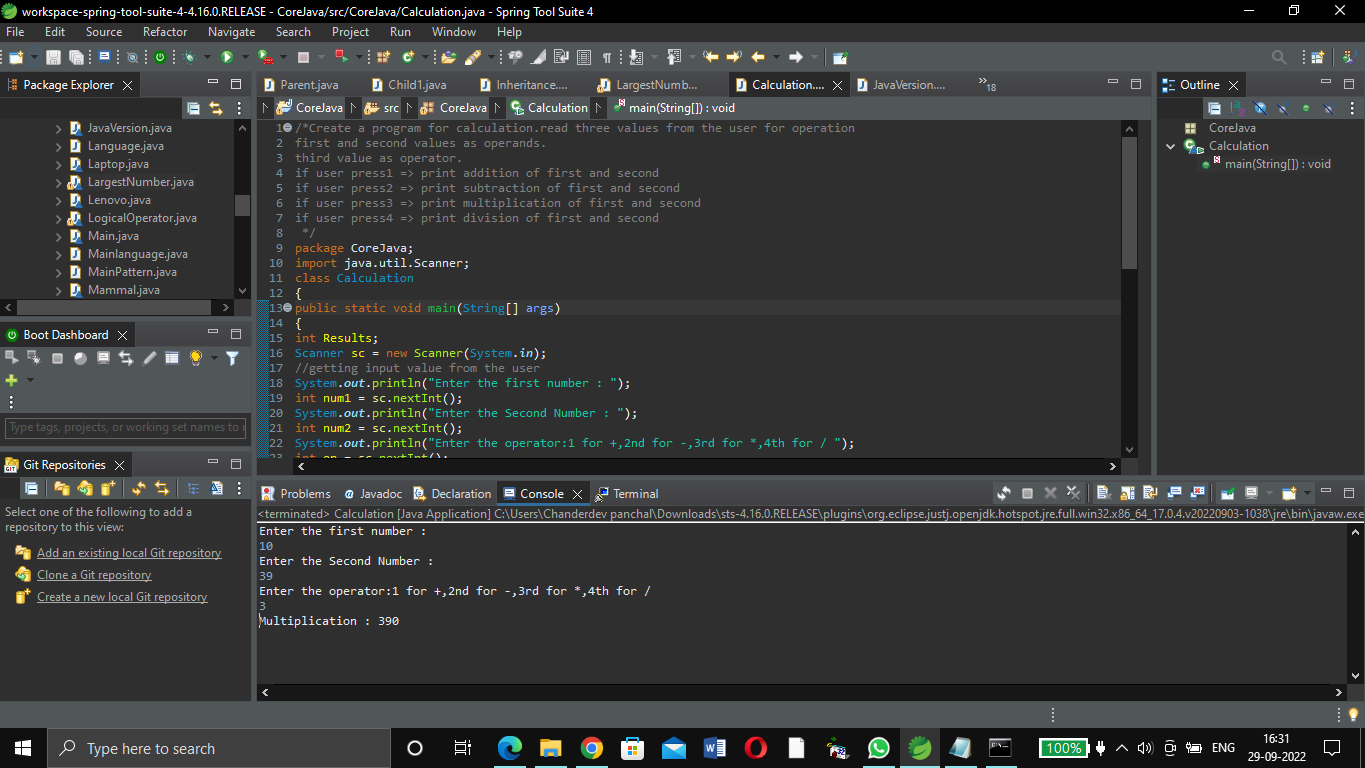 workspace-spring-tool-suite-4-4.16.0.RELEASE - CoreJava/src/CoreJava/Calculation.java - Spring Tool Suite 4
File Edit Source Refactor Navigate Search Project Run Window Help
Package Explorer
JavaVersion.java
Language.java
Laptop.java
LargestNumber.java
Lenovo.java
LogicalOperator.java
Main.java
Mainlanguage.java
MainPattern.java
Mammal.java
Boot Dashboard
Type tags, projects, or working set names to
Git Repositories
Select one of the following to add a
repository to this view:
Add an existing local Git repository
Clone a Git repository
Create a new local Git repository
Parent.java Child1.java Inheritance.... LargestNumb... Calculation.... JavaVersion.... »18
CoreJava src CoreJava Calculation main(String[]) : void
1 /*Create a program for calculation.read three values from the user for operation
2 first and second values as operands.
3 third value as operator.
4 if user press1 => print addition of first and second
5 if user press2 => print subtraction of first and second
6 if user press3 => print multiplication of first and second
7 if user press4 => print division of first and second
8 */
9 package CoreJava;
10 import java.util.Scanner;
11 class Calculation
12 {
13 public static void main(String[] args)
14 {
15 int Results;
16 Scanner sc = new Scanner(System.in);
17 //getting input value from the user
18 System.out.println("Enter the first number : ");
19 int num1 = sc.nextInt();
20 System.out.println("Enter the Second Number : ");
21 int num2 = sc.nextInt();
22 System.out.println("Enter the operator:1 for +,2nd for -,3rd for *,4th for / ");
23 int op = sc.nextInt();
Outline
CoreJava
Calculation
main(String[]) : void
Problems Javadoc Declaration Console Terminal
<terminated> Calculation [Java Application] C:\Users\Chanderdev panchal\Downloads\sts-4.16.0.RELEASE\plugins\org.eclipse.justj.openjdk.hotspot.jre.full.win32.x86_64_17.0.4.v20220903-1038\jre\bin\javaw.exe
Enter the first number :
10
Enter the Second Number :
39
Enter the operator:1 for +,2nd for -,3rd for *,4th for /
3
Multiplication : 390
Type here to search
100%
ENG
16:31
29-09-2022